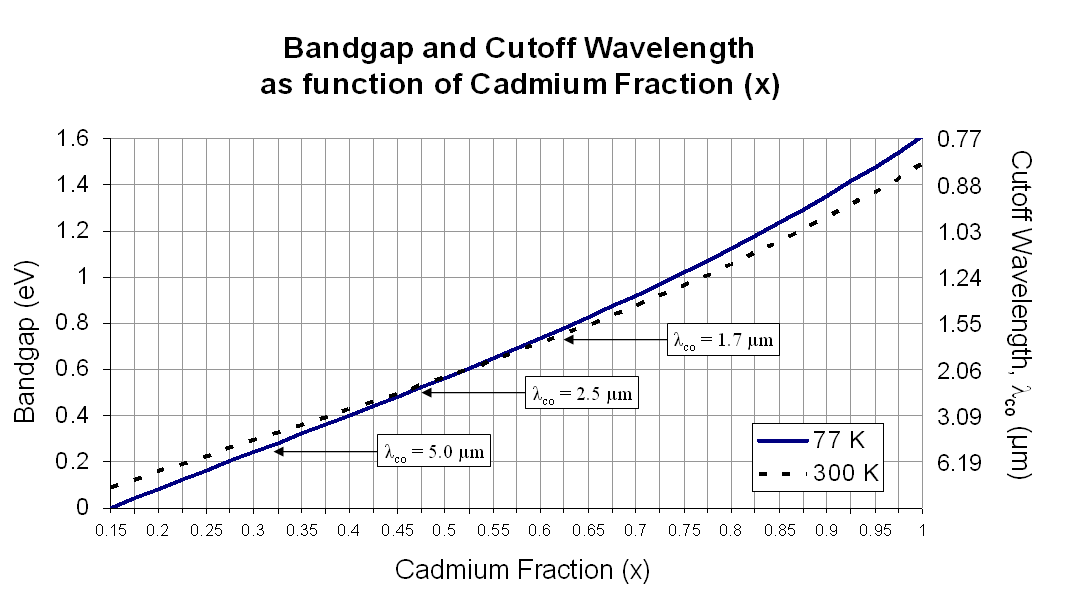 Bandgap and Cutoff Wavelength
as function of Cadmium Fraction (x)
Bandgap (eV)
1.6
1.4
1.2
1
0.8
0.6
0.4
0.2
0
0.77
0.88
1.03
1.24
1.55
2.06
3.09
6.19
Cutoff Wavelength, λco (µm)
λco = 1.7 µm
λco = 2.5 µm
λco = 5.0 µm
77 K
300 K
0.15 0.2 0.25 0.3 0.35 0.4 0.45 0.5 0.55 0.6 0.65 0.7 0.75 0.8 0.85 0.9 0.95 1
Cadmium Fraction (x)